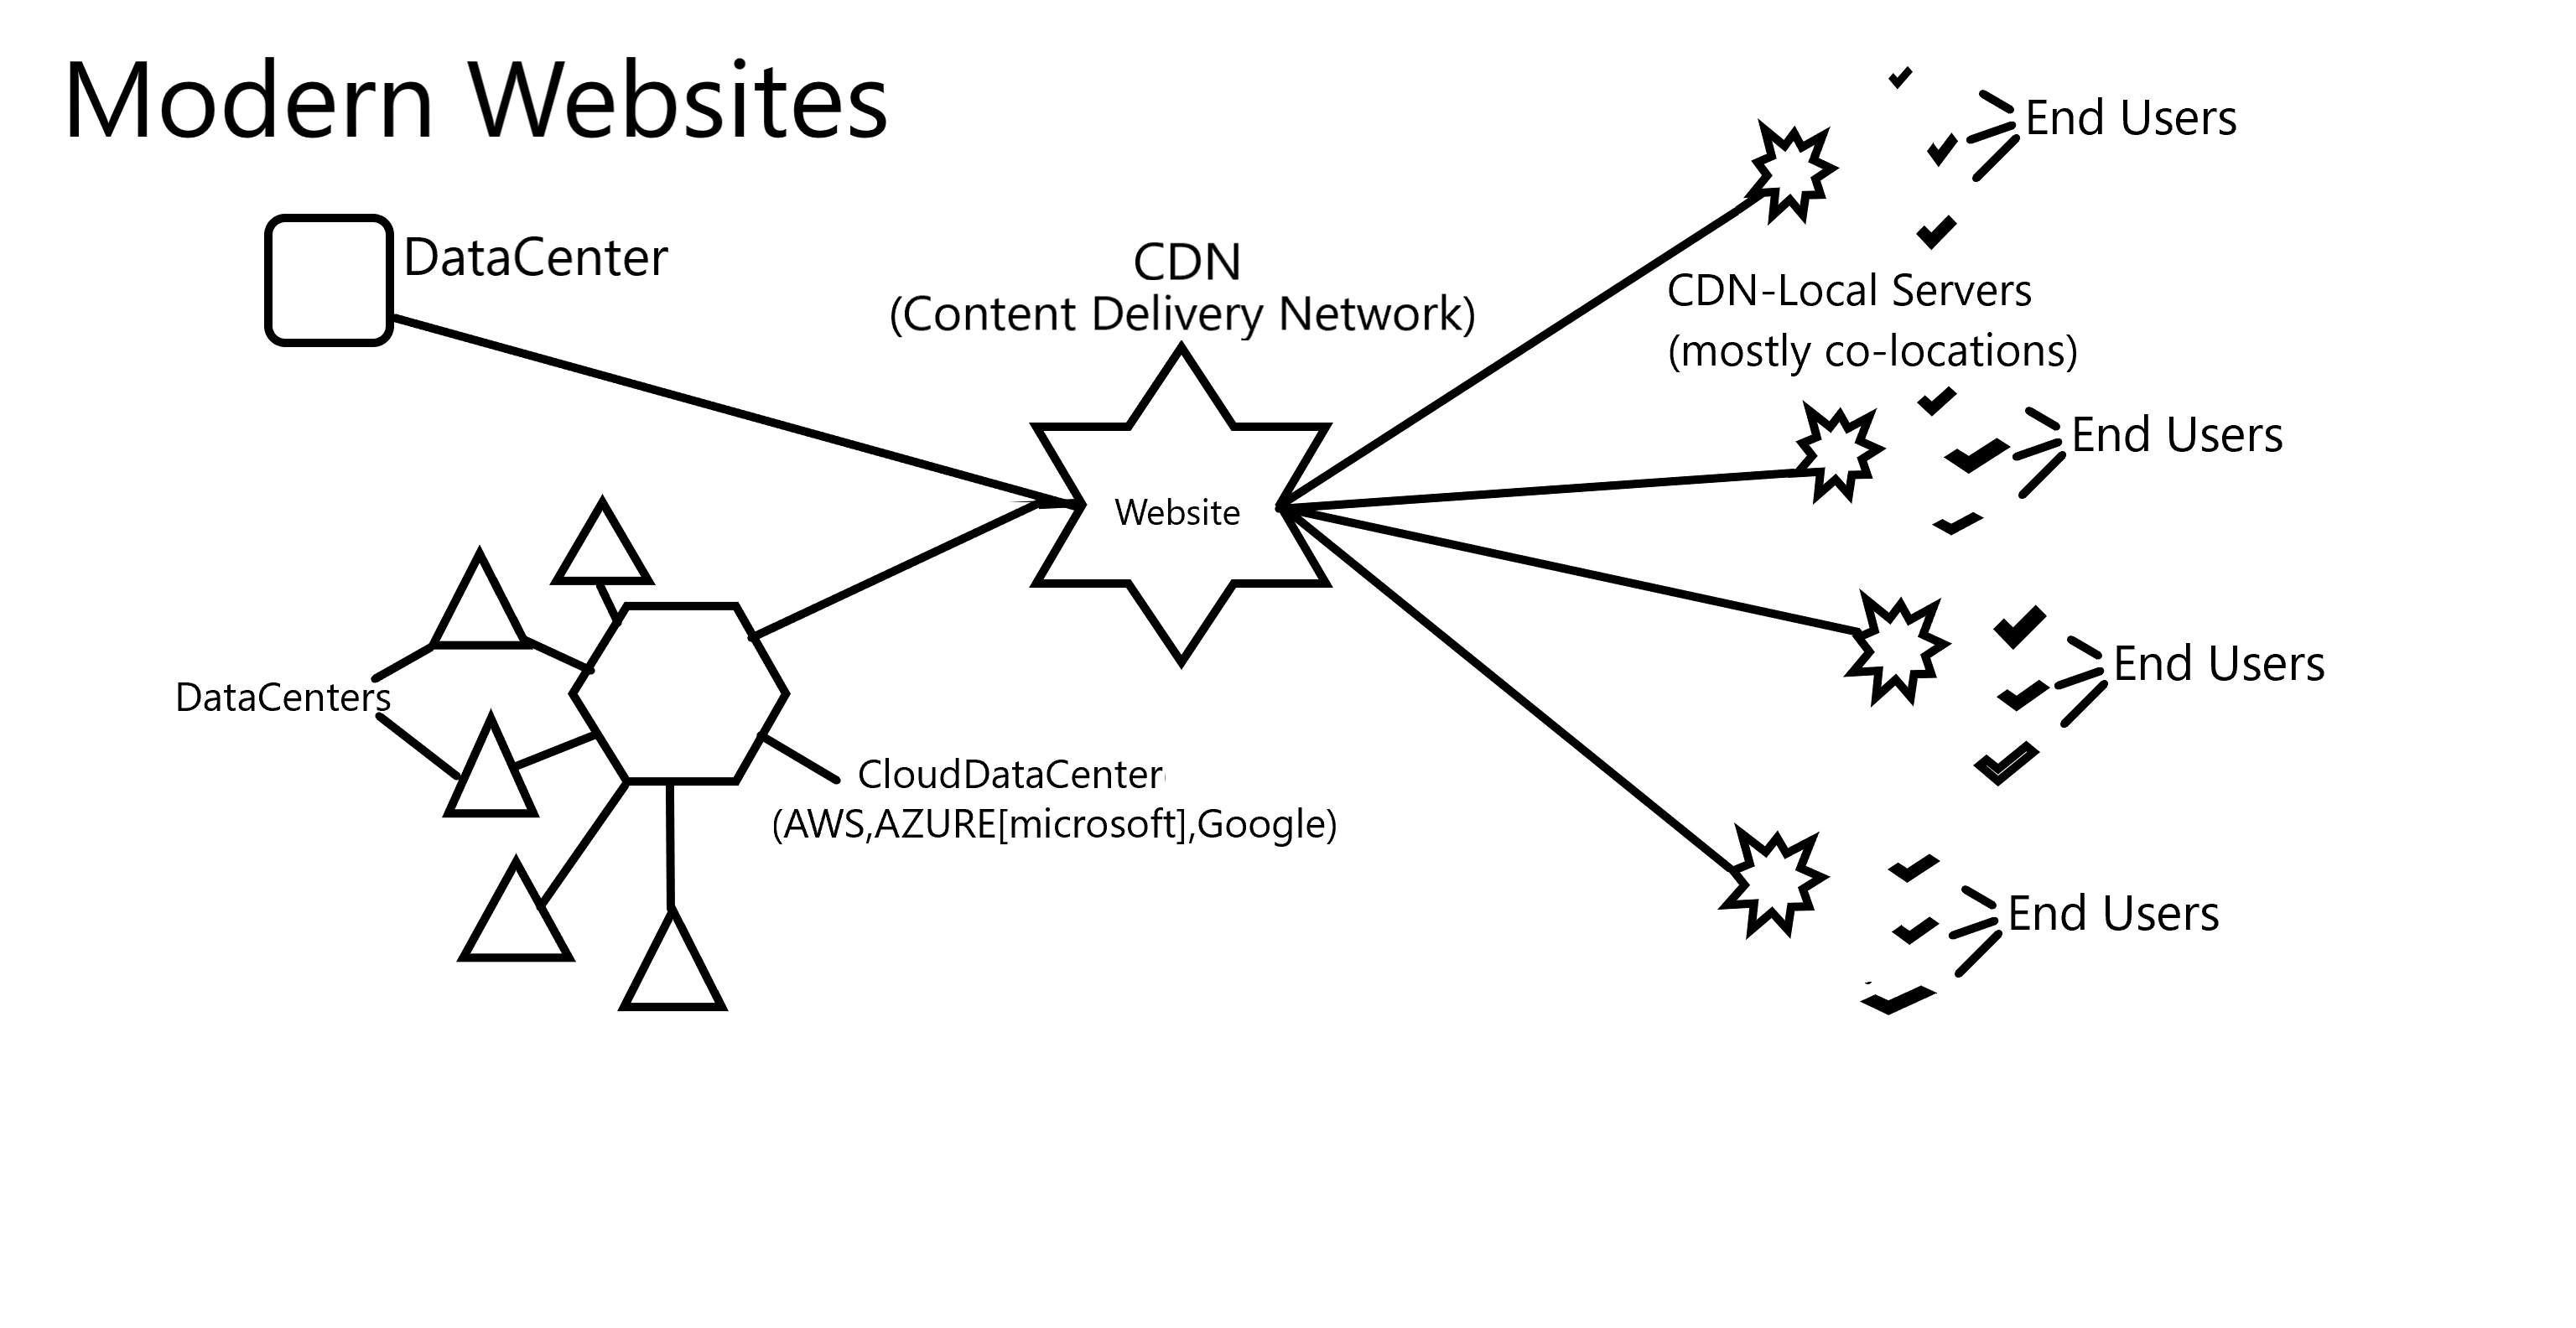 Modern Websites
DataCenter
CDN
(Content Delivery Network)
Website
DataCenters
CloudDataCenter
(AWS,AZURE[microsoft],Google)
End Users
CDN-Local Servers
(mostly co-locations)
End Users
End Users
End Users